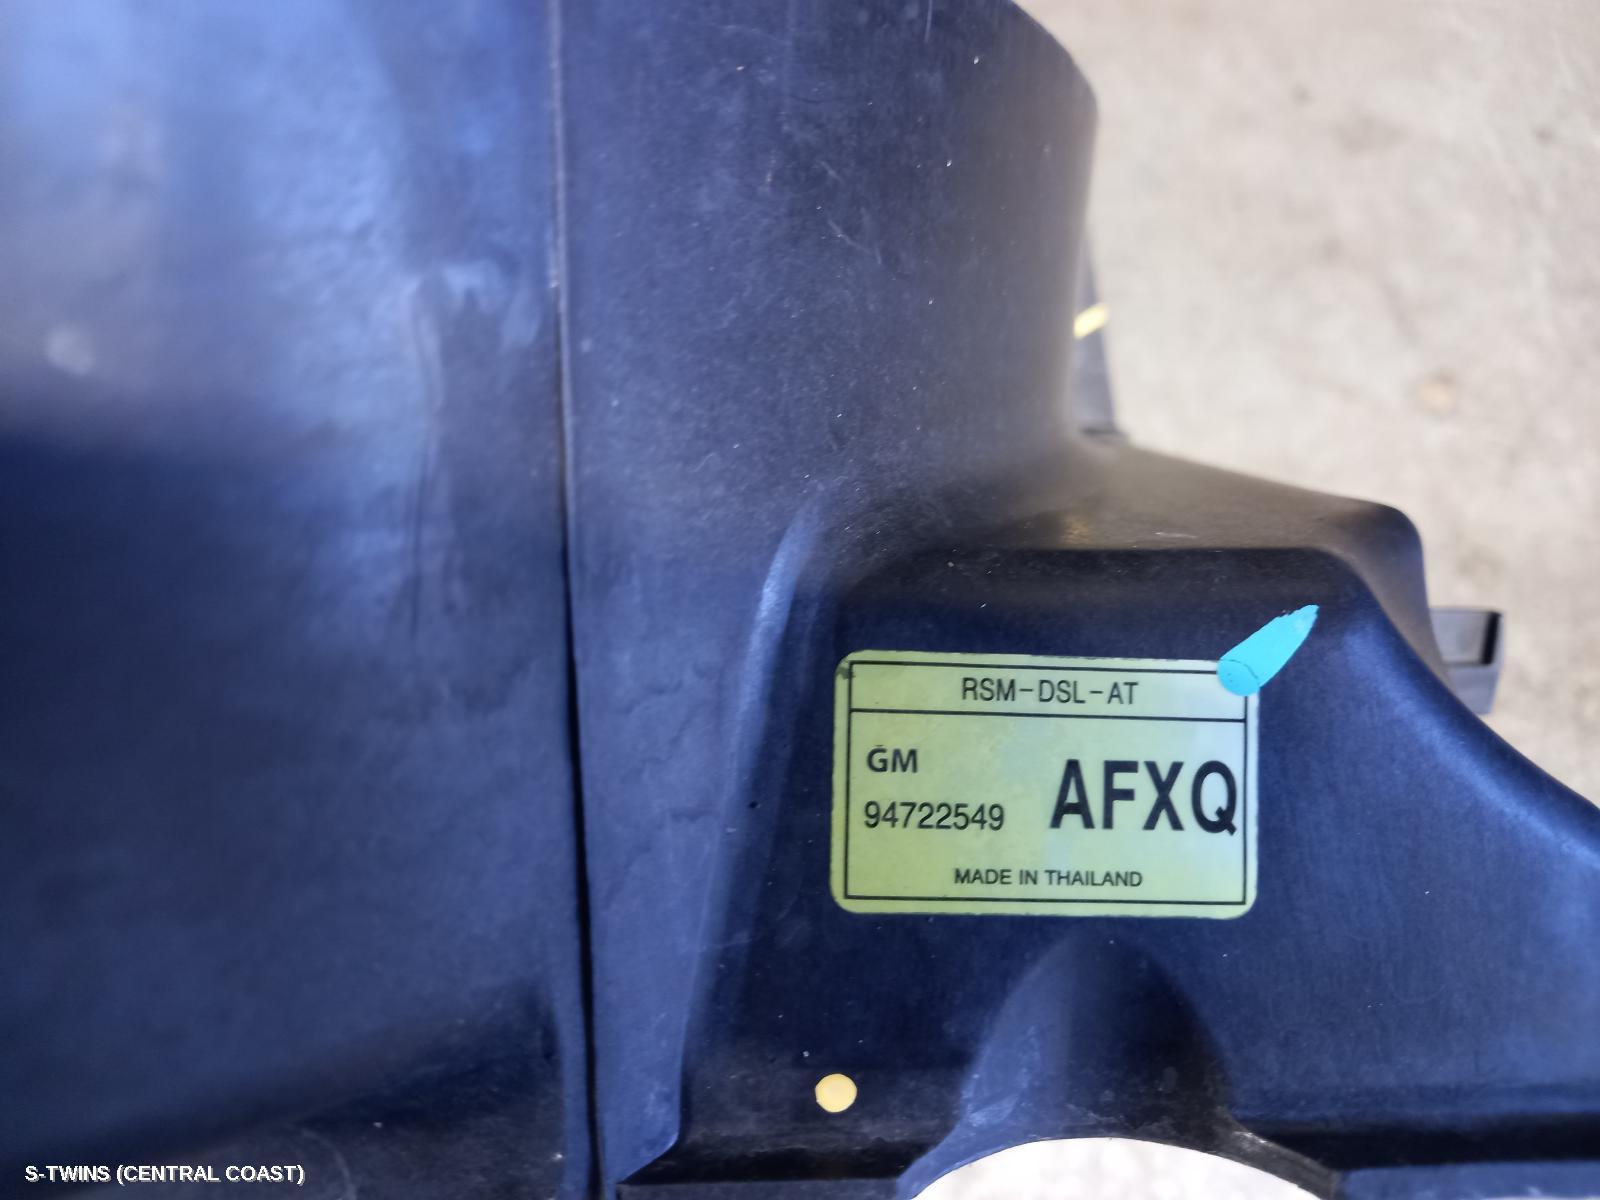 RSM-DSL-AT
GM
94722549
AFXQ
MADE IN THAILAND
S-TWINS (CENTRAL COAST)